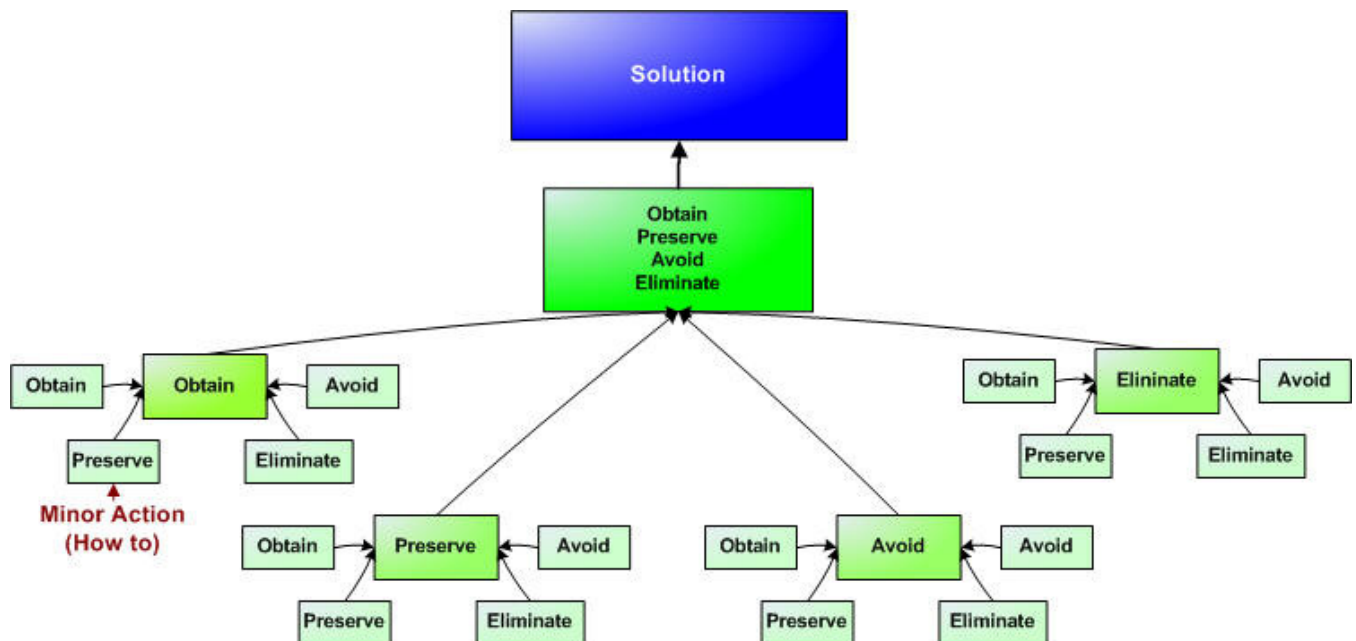 Solution
Obtain
Preserve
Avoid
Eliminate
Obtain
Obtain
Avoid
Preserve
Eliminate
Minor Action
(How to)
Obtain
Elininate
Avoid
Preserve
Eliminate
Obtain
Preserve
Avoid
Preserve
Eliminate
Obtain
Avoid
Avoid
Preserve
Eliminate